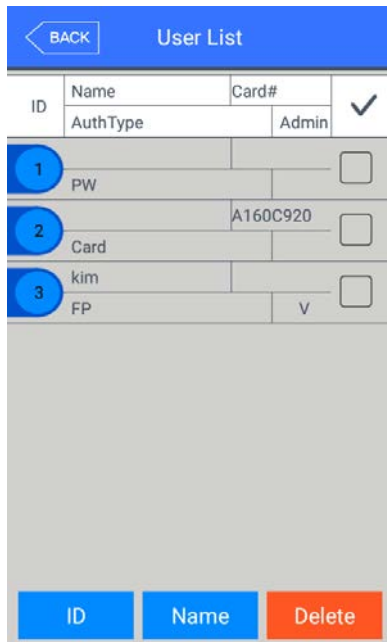 BACK User List
ID Name Card#
AuthType Admin
1
PW
2 A160C920
Card
3 kim
FP V
ID Name Delete